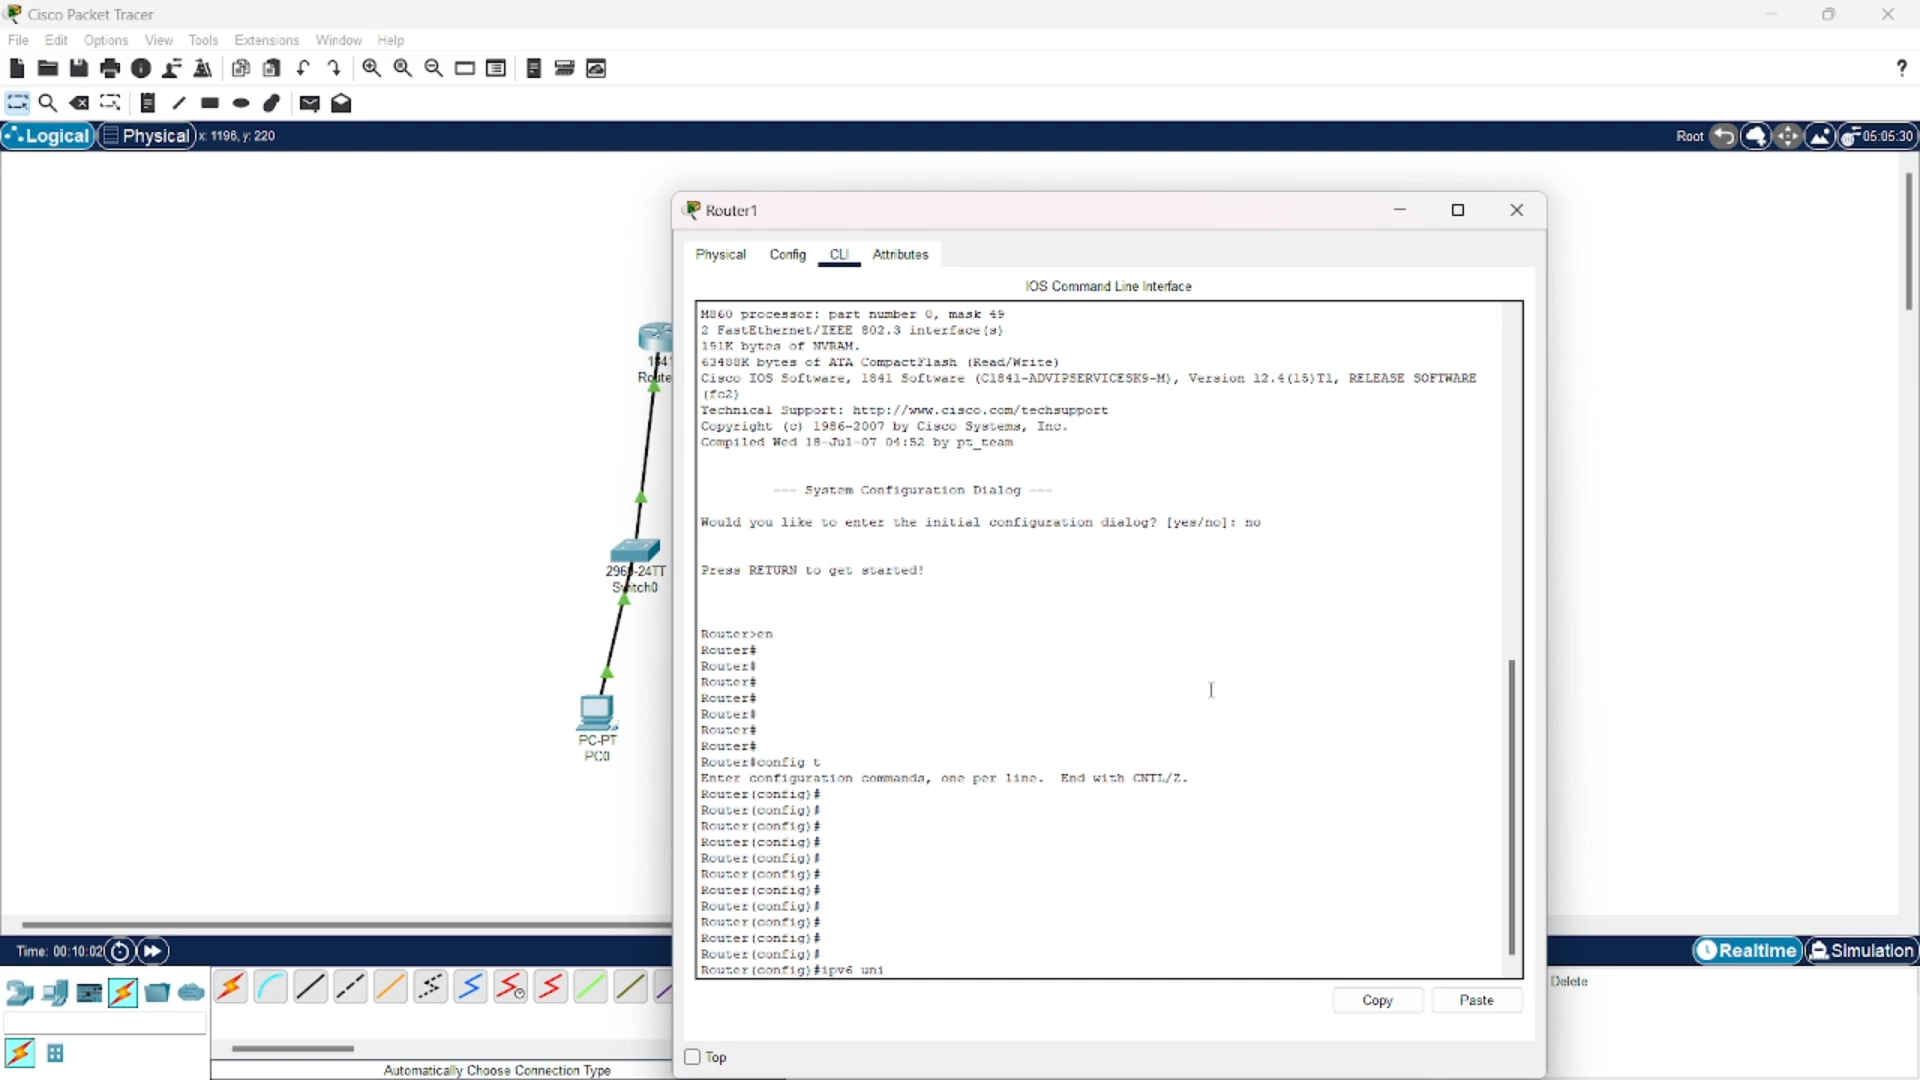 Cisco Packet Tracer
File Edit Options View Tools Extensions Window Help
?
Logical Physical x: 1196, y: 220 Root 05:05:30
Router1
Physical Config CLI Attributes
IOS Command Line Interface
M860 processor: part number 0, mask 49
2 FastEthernet/IEEE 802.3 interface(s)
191K bytes of NVRAM.
63488K bytes of ATA CompactFlash (Read/Write)
Cisco IOS Software, 1841 Software (C1841-ADVIPSERVICESK9-M), Version 12.4(15)T1, RELEASE SOFTWARE
(fc2)
Technical Support: http://www.cisco.com/techsupport
Copyright (c) 1986-2007 by Cisco Systems, Inc.
Compiled Wed 18-Jul-07 04:52 by pt_team
--- System Configuration Dialog ---
Would you like to enter the initial configuration dialog? [yes/no]: no
Press RETURN to get started!
Router>en
Router#
Router#
Router#
Router#
Router#
Router#
Router#
Router#config t
Enter configuration commands, one per line. End with CNTL/Z.
Router(config)#
Router(config)#
Router(config)#
Router(config)#
Router(config)#
Router(config)#
Router(config)#
Router(config)#
Router(config)#
Router(config)#
Router(config)#
Router(config)#ipv6 uni
Copy Paste
Top
1841
Route
2960-24TT
Switch0
PC-PT
PC0
Time: 00:10:02
Realtime Simulation
Delete
Automatically Choose Connection Type